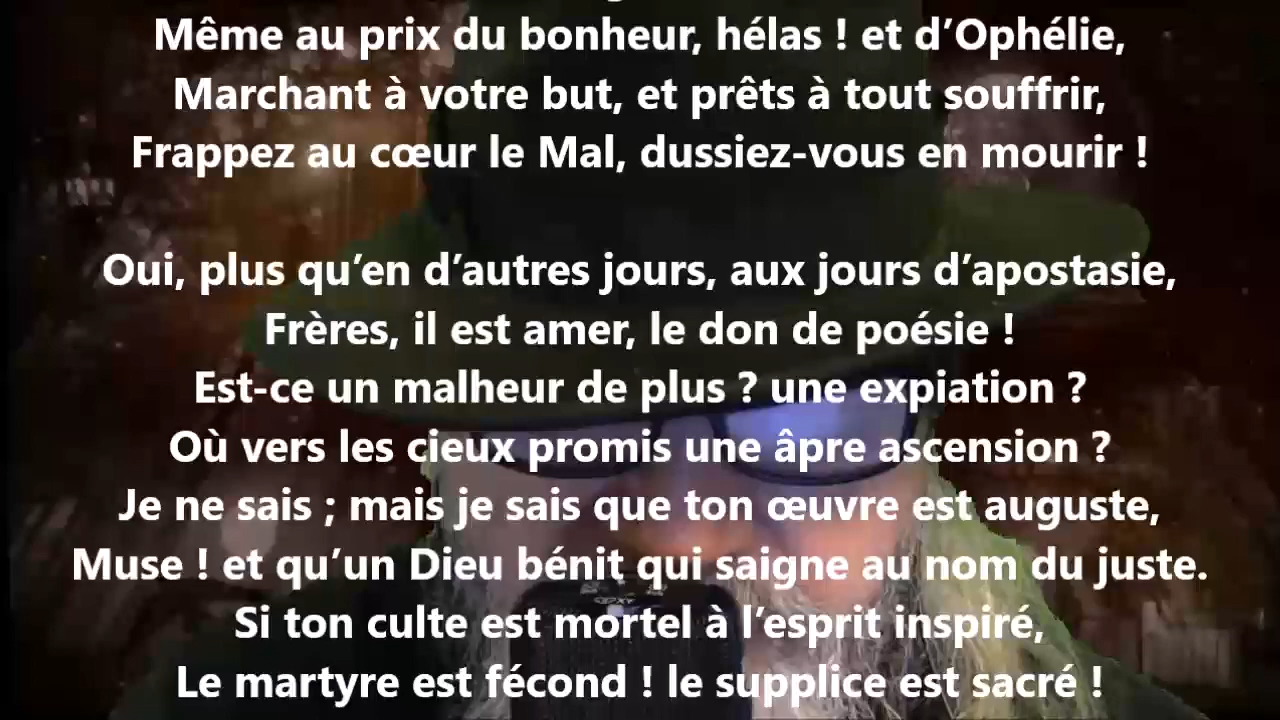 Même au prix du bonheur, hélas ! et d’Ophélie,
Marchant à votre but, et prêts à tout souffrir,
Frappez au cœur le Mal, dussiez-vous en mourir !
Oui, plus qu’en d’autres jours, aux jours d’apostasie,
Frères, il est amer, le don de poésie !
Est-ce un malheur de plus ? une expiation ?
Où vers les cieux promis une âpre ascension ?
Je ne sais ; mais je sais que ton œuvre est auguste,
Muse ! et qu’un Dieu bénit qui saigne au nom du juste.
Si ton culte est mortel à l’esprit inspiré,
Le martyre est fécond ! le supplice est sacré !